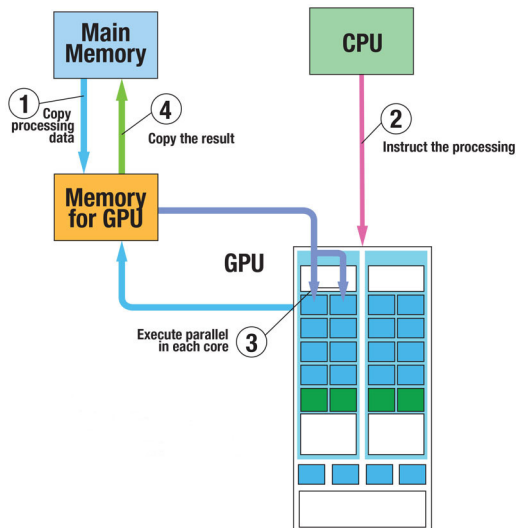 Main
Memory
CPU
1
Copy
processing
data
4
Copy the result
2
Instruct the processing
Memory
for GPU
GPU
Execute parallel
in each core
3